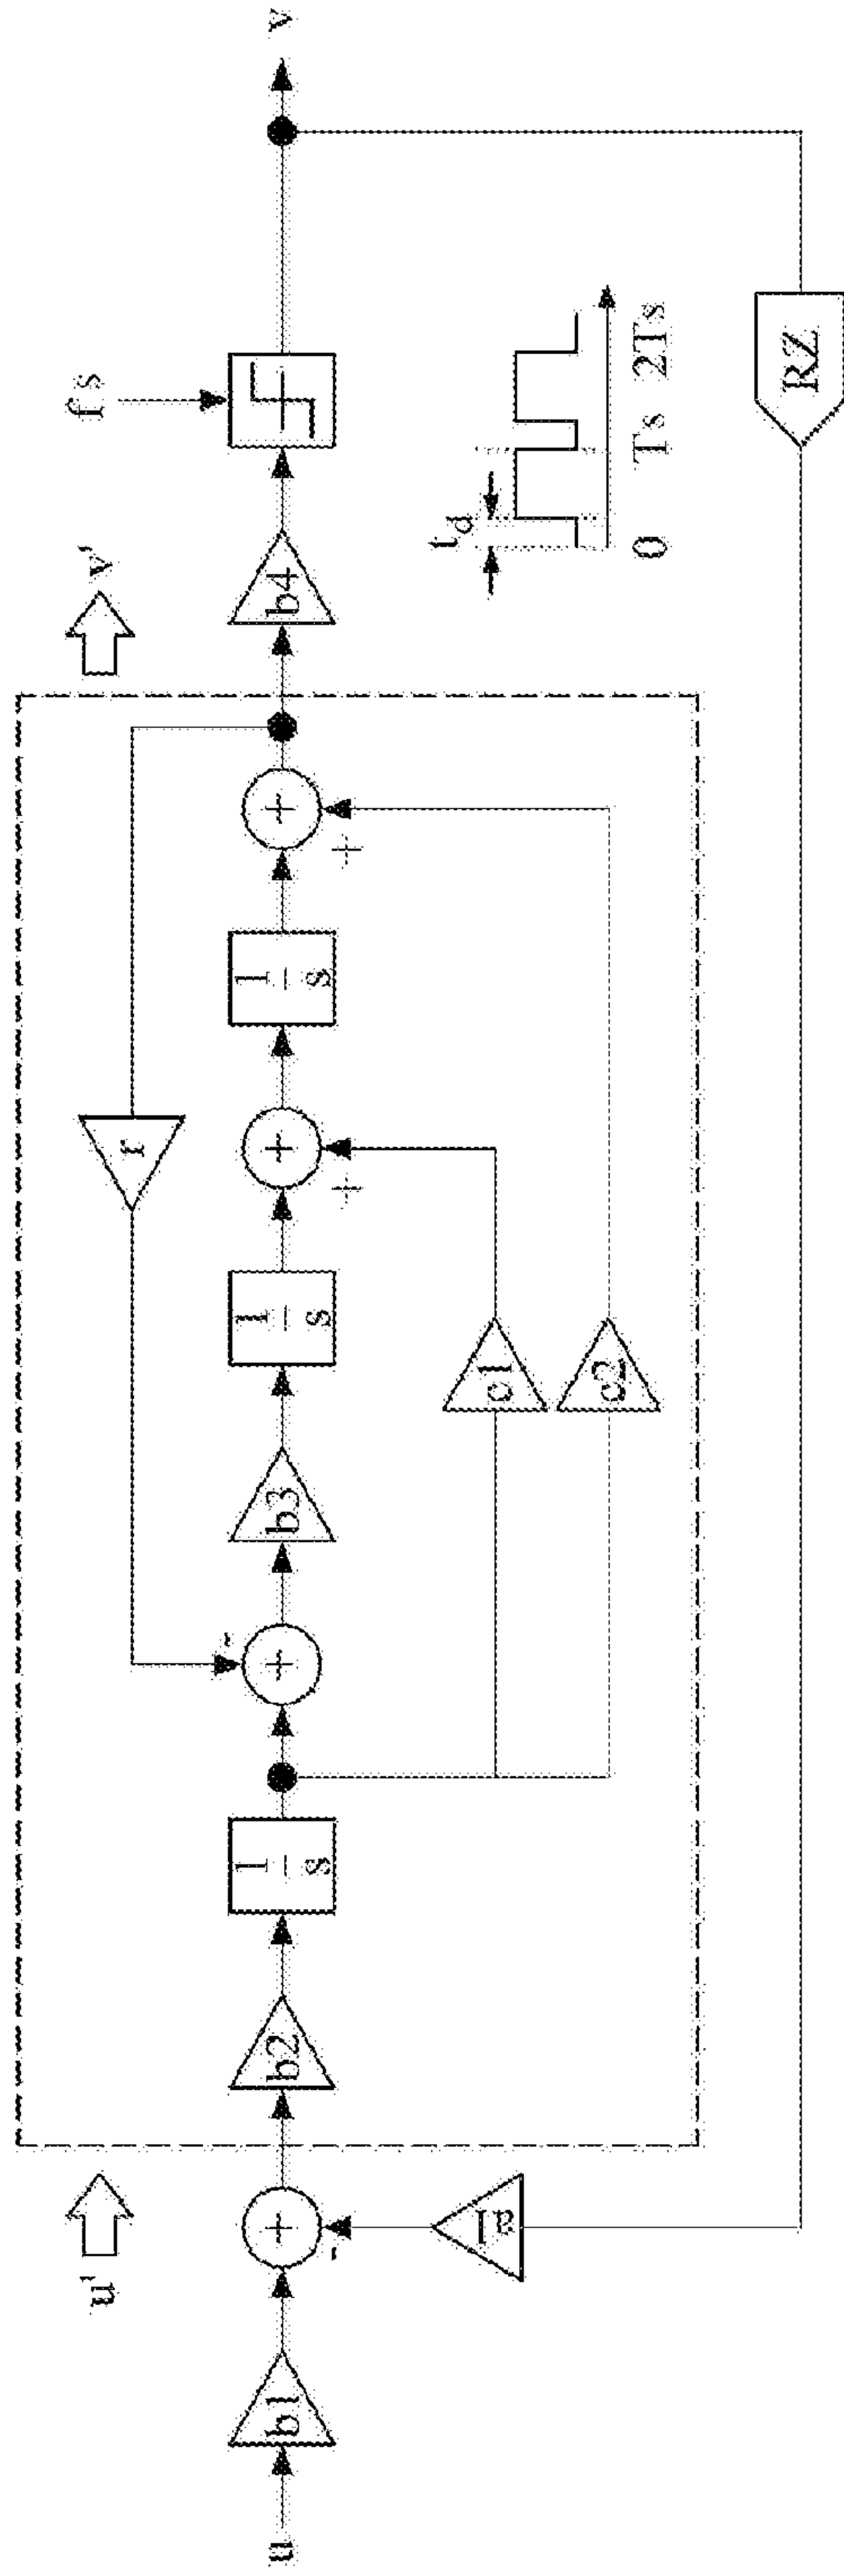 u
b1
u'
a1
b2
1
s
r
b3
1
s
c1
c2
1
s
v'
b4
fs
td
0 Ts 2Ts
RZ
v
+
+
+
+
+
+
-
-